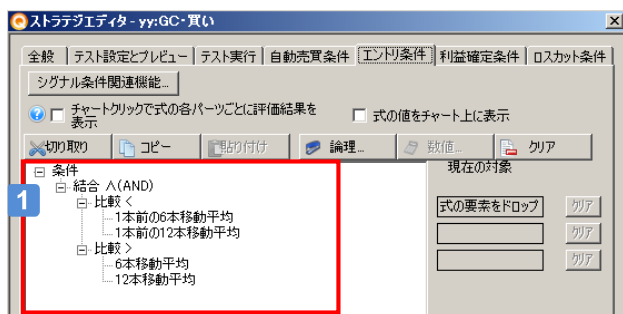 ストラテジエディタ - yy:GC・買い
全般 テスト設定とプレビュー テスト実行 自動売買条件 エントリ条件 利益確定条件 ロスカット条件
シグナル条件関連機能...
チャートクリックで式の各パーツごとに評価結果を
表示
式の値をチャート上に表示
切り取り コピー 貼り付け 論理... 数値... クリア
条件
現在の対象
結合 Λ(AND)
1
比較 <
式の要素をドロップ クリア
1本前の6本移動平均
1本前の12本移動平均
クリア
比較 >
6本移動平均
クリア
12本移動平均